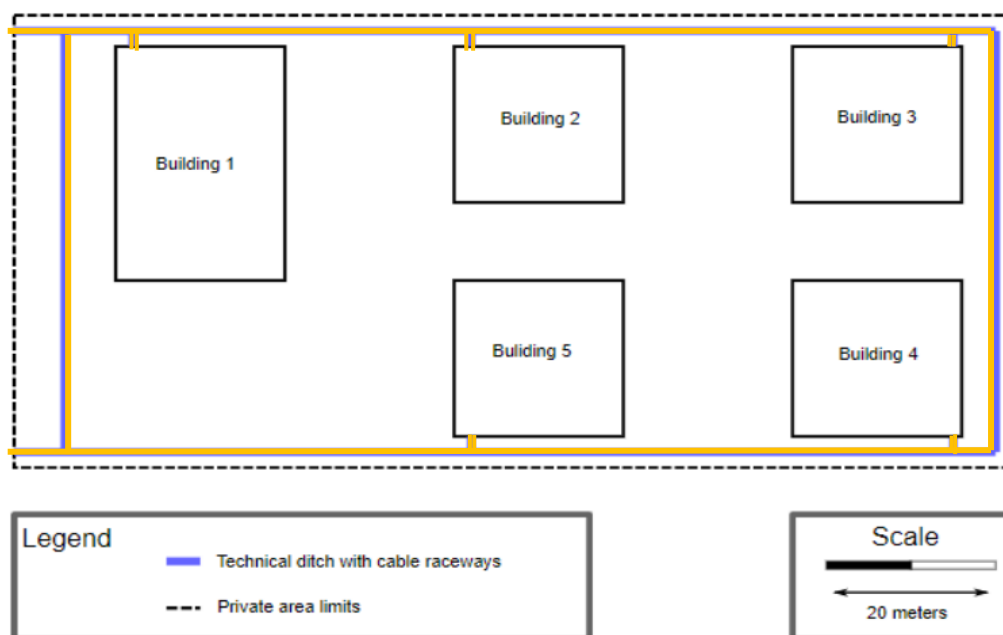 Building 1
Building 2
Building 3
Buliding 5
Building 4
Legend
Technical ditch with cable raceways
Private area limits
Scale
20 meters